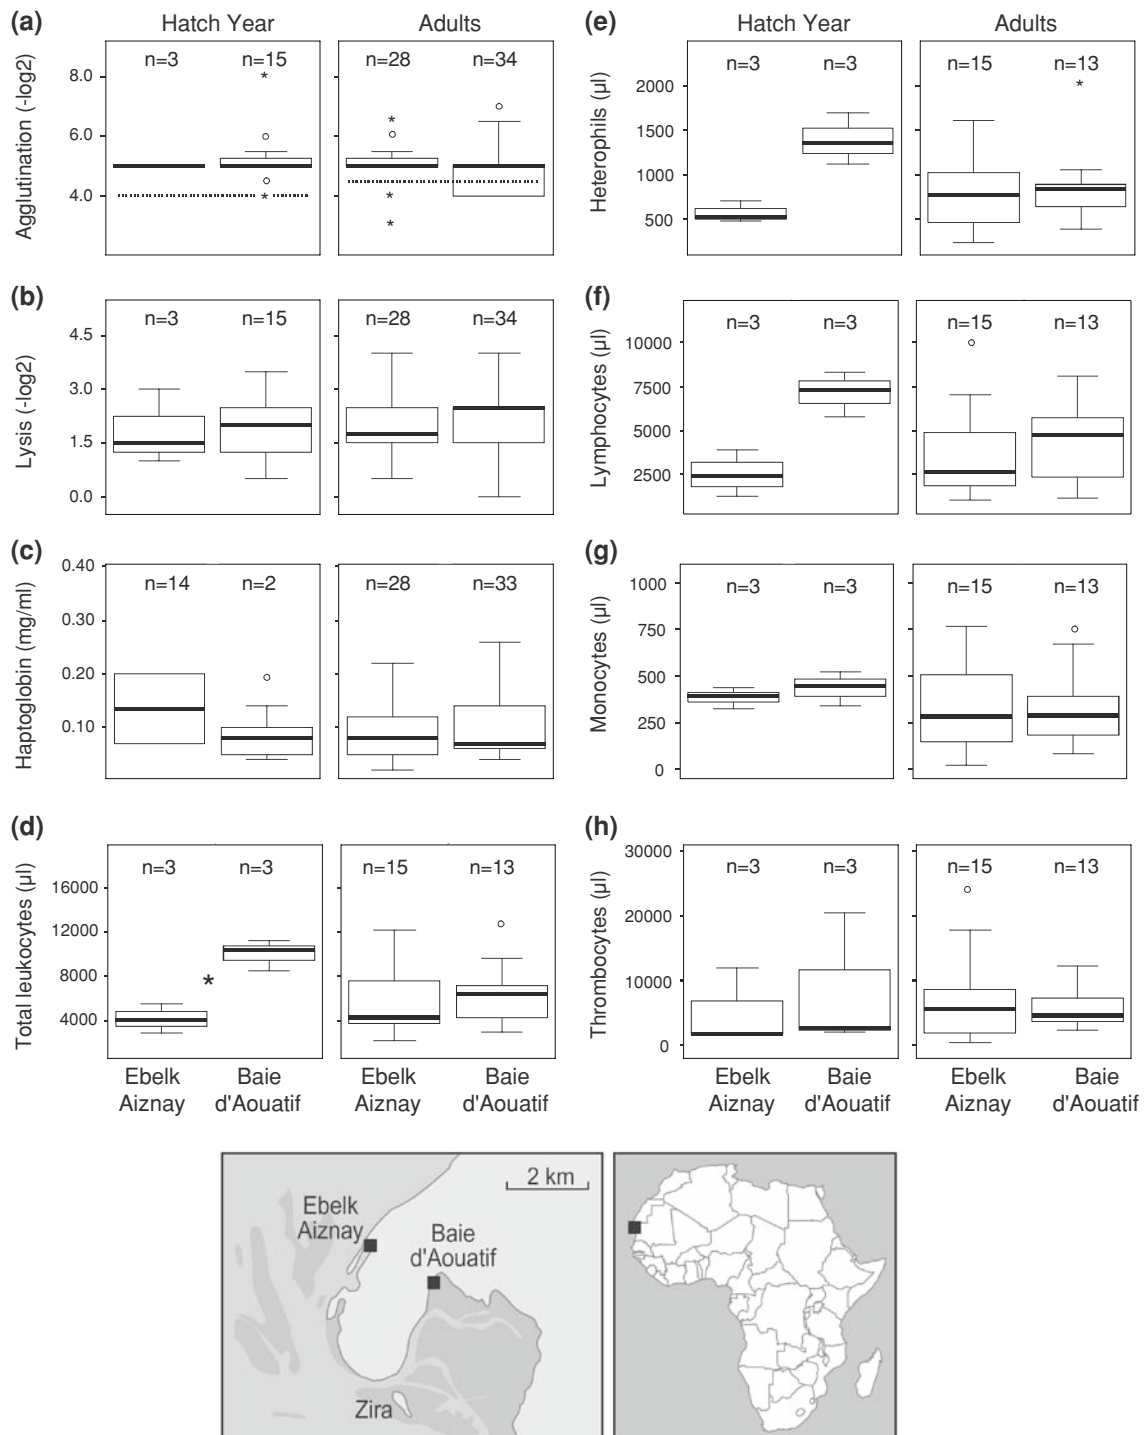 (a)
Hatch Year
Adults
Agglutination (-log2)
8.0
6.0
4.0
n=3
n=15
*
*
n=28
n=34
*
*
*
(b)
Lysis (-log2)
4.5
3.0
1.5
0.0
n=3
n=15
n=28
n=34
(c)
Haptoglobin (mg/ml)
0.40
0.30
0.20
0.10
n=14
n=2
n=28
n=33
(d)
Total leukocytes (µl)
16000
12000
8000
4000
n=3
n=3
*
n=15
n=13
Ebelk
Aiznay
Baie
d'Aouatif
Ebelk
Aiznay
Baie
d'Aouatif
(e)
Hatch Year
Adults
Heterophils (µl)
2000
1500
1000
500
n=3
n=3
n=15
n=13
*
(f)
Lymphocytes (µl)
10000
7500
5000
2500
n=3
n=3
n=15
n=13
(g)
Monocytes (µl)
1000
750
500
250
0
n=3
n=3
n=15
n=13
(h)
Thrombocytes (µl)
30000
20000
10000
0
n=3
n=3
n=15
n=13
Ebelk
Aiznay
Baie
d'Aouatif
Ebelk
Aiznay
Baie
d'Aouatif
2 km
Ebelk
Aiznay
Baie
d'Aouatif
Zira